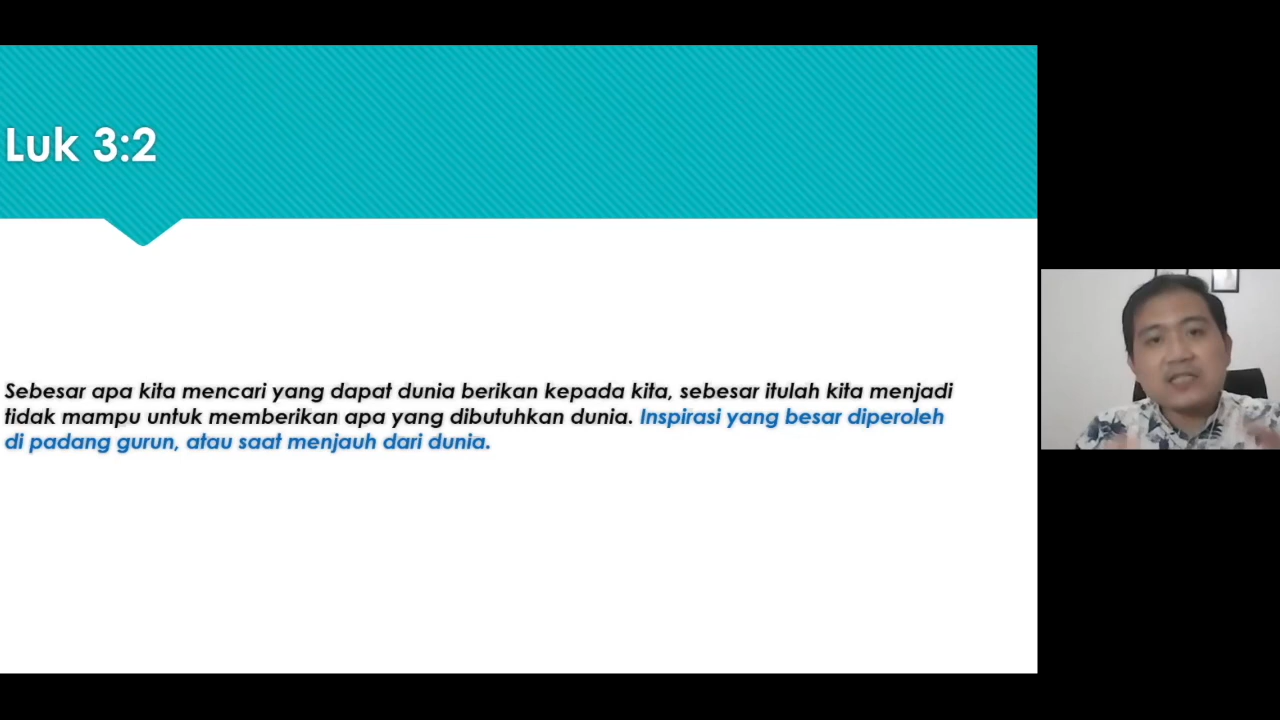 Luk 3:2
Sebesar apa kita mencari yang dapat dunia berikan kepada kita, sebesar itulah kita menjadi
tidak mampu untuk memberikan apa yang dibutuhkan dunia. Inspirasi yang besar diperoleh
di padang gurun, atau saat menjauh dari dunia.